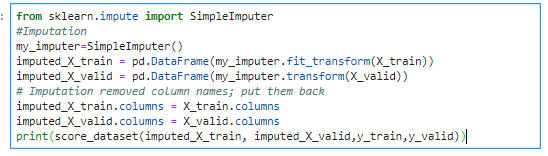 from sklearn.impute import SimpleImputer
#Imputation
my_imputer=SimpleImputer()
imputed_X_train = pd.DataFrame(my_imputer.fit_transform(X_train))
imputed_X_valid = pd.DataFrame(my_imputer.transform(X_valid))
# Imputation removed column names; put them back
imputed_X_train.columns = X_train.columns
imputed_X_valid.columns = X_valid.columns
print(score_dataset(imputed_X_train, imputed_X_valid,y_train,y_valid))